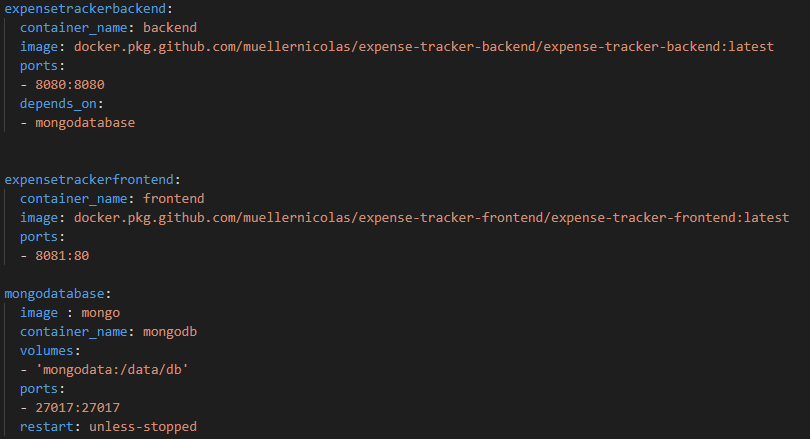 expensetrackerbackend:
  container_name: backend
  image: docker.pkg.github.com/muellernicolas/expense-tracker-backend/expense-tracker-backend:latest
  ports:
  - 8080:8080
  depends_on:
  - mongodatabase
expensetrackerfrontend:
  container_name: frontend
  image: docker.pkg.github.com/muellernicolas/expense-tracker-frontend/expense-tracker-frontend:latest
  ports:
  - 8081:80
mongodatabase:
  image : mongo
  container_name: mongodb
  volumes:
  - 'mongodata:/data/db'
  ports:
  - 27017:27017
  restart: unless-stopped